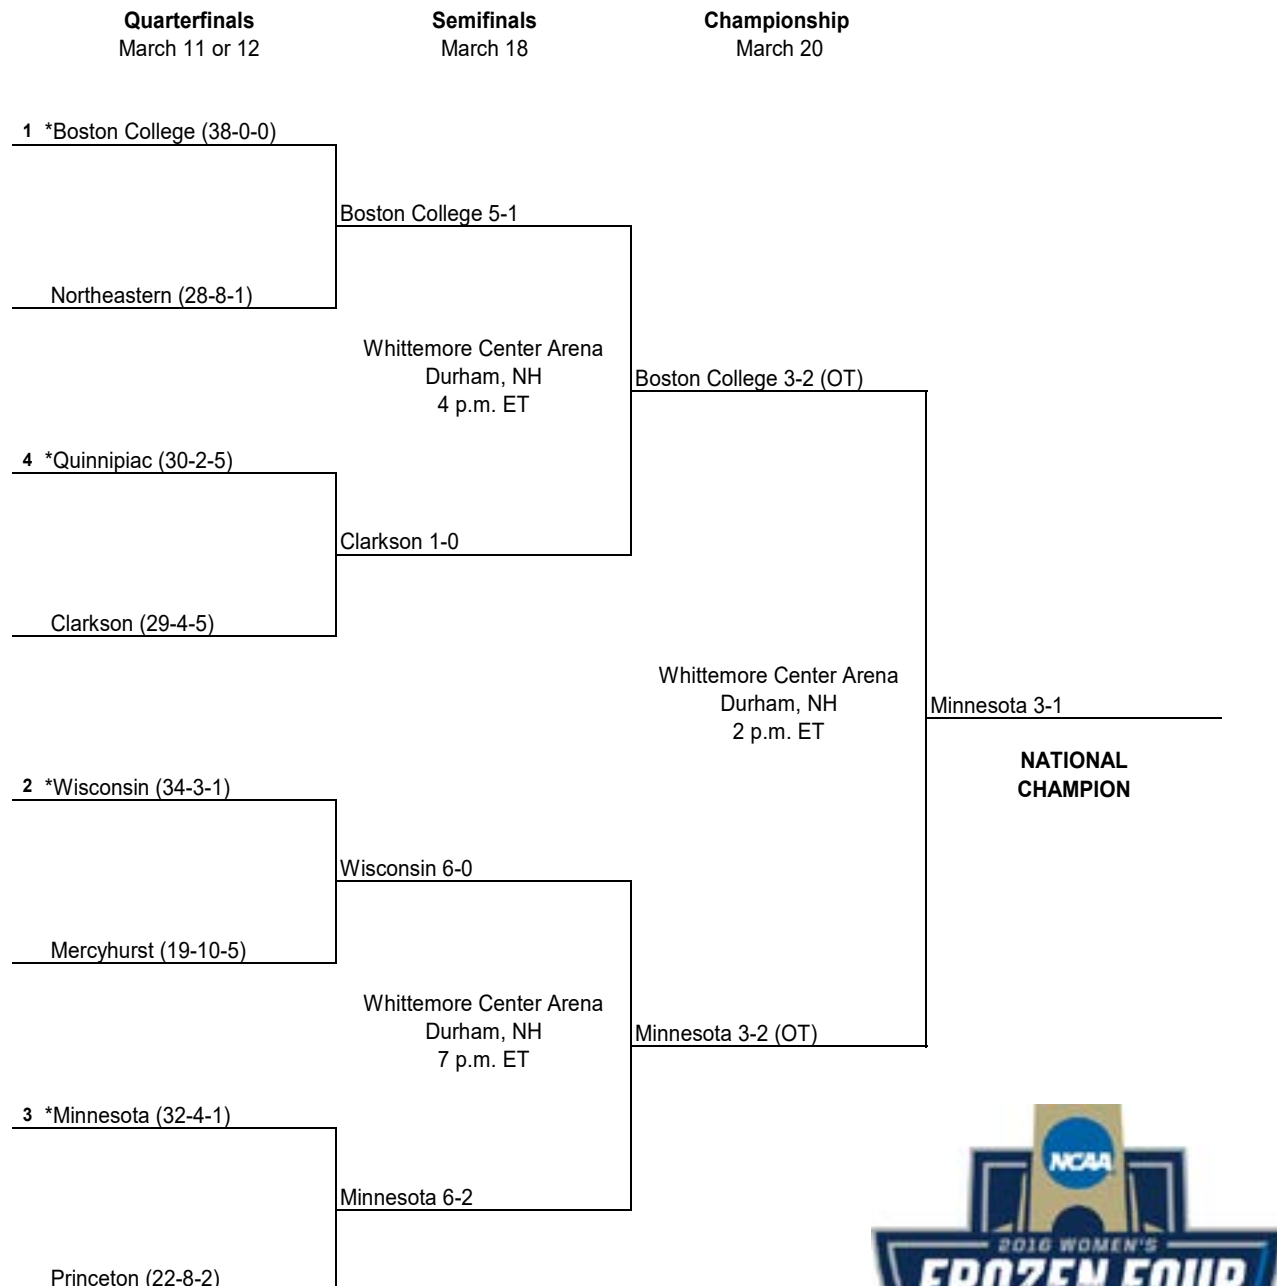 Quarterfinals
March 11 or 12
Semifinals
March 18
Championship
March 20
1 *Boston College (38-0-0)
Boston College 5-1
Northeastern (28-8-1)
Whittemore Center Arena
Durham, NH
4 p.m. ET
Boston College 3-2 (OT)
4 *Quinnipiac (30-2-5)
Clarkson 1-0
Clarkson (29-4-5)
Whittemore Center Arena
Durham, NH
2 p.m. ET
Minnesota 3-1
NATIONAL
CHAMPION
2 *Wisconsin (34-3-1)
Wisconsin 6-0
Mercyhurst (19-10-5)
Whittemore Center Arena
Durham, NH
7 p.m. ET
Minnesota 3-2 (OT)
3 *Minnesota (32-4-1)
Minnesota 6-2
Princeton (22-8-2)
NCAA
2016 WOMEN'S
FROZEN FOUR